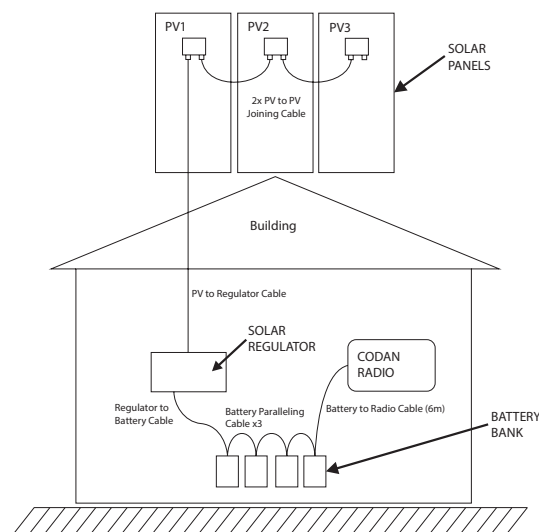 PV1
PV2
PV3
SOLAR
PANELS
2x PV to PV
Joining Cable
Building
PV to Regulator Cable
SOLAR
REGULATOR
CODAN
RADIO
Regulator to
Battery Cable
Battery Paralleling
Cable x3
Battery to Radio Cable (6m)
BATTERY
BANK